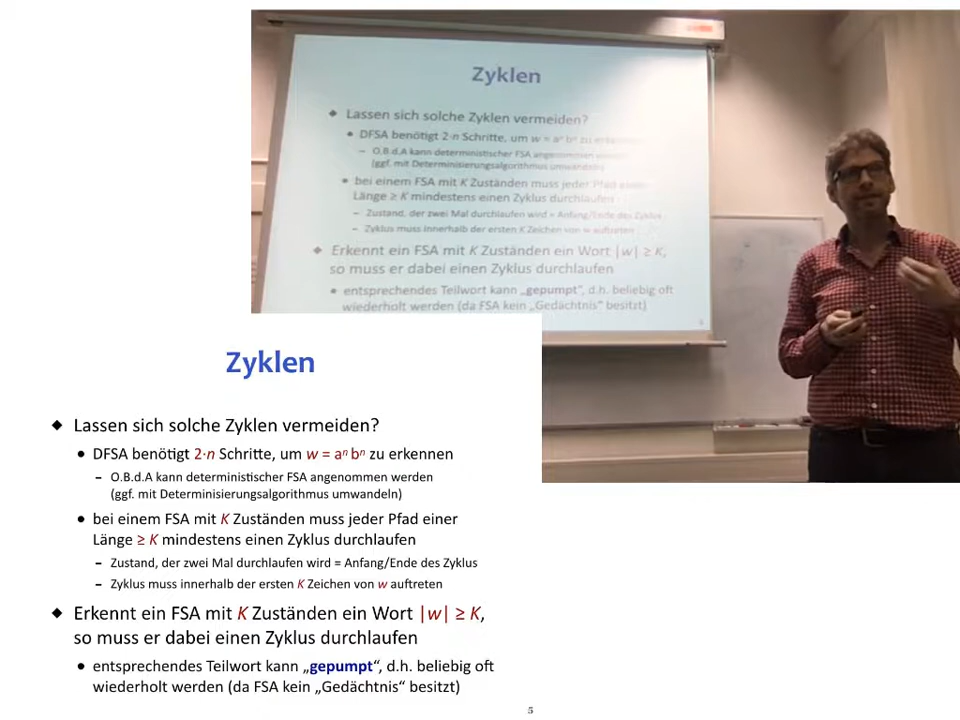 Zyklen
Lassen sich solche Zyklen vermeiden?
DFSA benötigt 2·n Schritte, um w = aⁿ bⁿ zu
O.B.d.A kann deterministischer FSA angenommen
(ggf. mit Determinisierungsalgorithmus umwandeln)
bei einem FSA mit K Zuständen muss jeder Pfad einer
Länge ≥ K mindestens einen Zyklus durchlaufen
Zustand, der zwei Mal durchlaufen wird = Anfang/Ende des Zyklus
Zyklus muss innerhalb der ersten K Zeichen von w auftreten
Erkennt ein FSA mit K Zuständen ein Wort |w| ≥ K,
so muss er dabei einen Zyklus durchlaufen
entsprechendes Teilwort kann „gepumpt“, d.h. beliebig oft
wiederholt werden (da FSA kein „Gedächtnis“ besitzt)
Zyklen
◆ Lassen sich solche Zyklen vermeiden?
• DFSA benötigt 2·n Schritte, um w = aⁿ bⁿ zu erkennen
– O.B.d.A kann deterministischer FSA angenommen werden
(ggf. mit Determinisierungsalgorithmus umwandeln)
• bei einem FSA mit K Zuständen muss jeder Pfad einer
Länge ≥ K mindestens einen Zyklus durchlaufen
– Zustand, der zwei Mal durchlaufen wird = Anfang/Ende des Zyklus
– Zyklus muss innerhalb der ersten K Zeichen von w auftreten
◆ Erkennt ein FSA mit K Zuständen ein Wort |w| ≥ K,
so muss er dabei einen Zyklus durchlaufen
• entsprechendes Teilwort kann „gepumpt“, d.h. beliebig oft
wiederholt werden (da FSA kein „Gedächtnis“ besitzt)
5